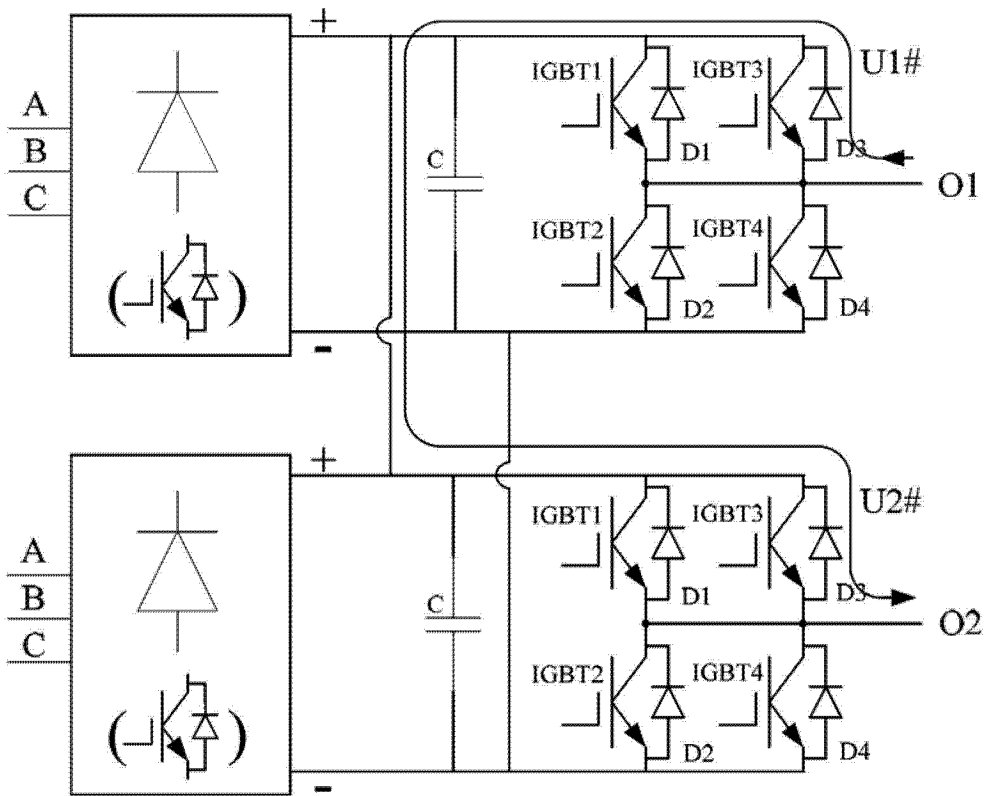 +
A
B
C
-
C
IGBT1
D1
IGBT3
D3
U1#
O1
IGBT2
D2
IGBT4
D4
( )
+
A
B
C
-
C
IGBT1
D1
IGBT3
D3
U2#
O2
IGBT2
D2
IGBT4
D4
( )